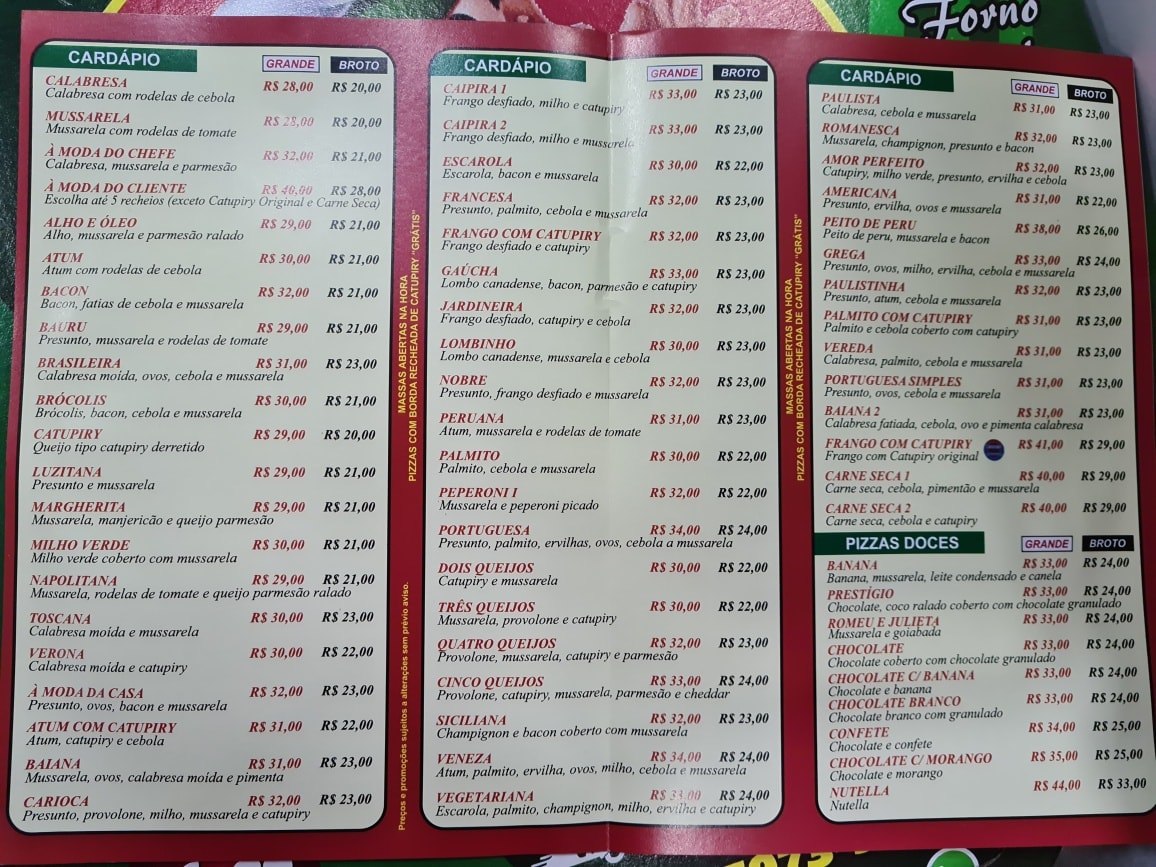 Forno
CARDÁPIO GRANDE BROTO
CALABRESA R$ 28,00 R$ 20,00
Calabresa com rodelas de cebola
MUSSARELA R$ 28,00 R$ 20,00
Mussarela com rodelas de tomate
À MODA DO CHEFE R$ 32,00 R$ 21,00
Calabresa, mussarela e parmesão
À MODA DO CLIENTE R$ 40,00 R$ 28,00
Escolha até 5 recheios (exceto Catupiry Original e Carne Seca)
ALHO E ÓLEO R$ 29,00 R$ 21,00
Alho, mussarela e parmesão ralado
ATUM R$ 30,00 R$ 21,00
Atum com rodelas de cebola
BACON R$ 32,00 R$ 21,00
Bacon, fatias de cebola e mussarela
BAURU R$ 29,00 R$ 21,00
Presunto, mussarela e rodelas de tomate
BRASILEIRA R$ 31,00 R$ 23,00
Calabresa moída, ovos, cebola e mussarela
BRÓCOLIS R$ 30,00 R$ 21,00
Brócolis, bacon, cebola e mussarela
CATUPIRY R$ 29,00 R$ 20,00
Queijo tipo catupiry derretido
LUZITANA R$ 29,00 R$ 21,00
Presunto e mussarela
MARGHERITA R$ 29,00 R$ 21,00
Mussarela, manjericão e queijo parmesão
MILHO VERDE R$ 30,00 R$ 21,00
Milho verde coberto com mussarela
NAPOLITANA R$ 29,00 R$ 21,00
Mussarela, rodelas de tomate e queijo parmesão ralado
TOSCANA R$ 30,00 R$ 23,00
Calabresa moída e mussarela
VERONA R$ 30,00 R$ 22,00
Calabresa moída e catupiry
À MODA DA CASA R$ 32,00 R$ 23,00
Presunto, ovos, bacon e mussarela
ATUM COM CATUPIRY R$ 31,00 R$ 22,00
Atum, catupiry e cebola
BAIANA R$ 31,00 R$ 23,00
Mussarela, ovos, calabresa moída e pimenta
CARIOCA R$ 32,00 R$ 23,00
Presunto, provolone, milho, mussarela e catupiry
MASSAS ABERTAS NA HORA
PIZZAS COM BORDA RECHEADA DE CATUPIRY "GRÁTIS"
Preços e promoções sujeitos a alterações sem prévio aviso.
CARDÁPIO GRANDE BROTO
CAIPIRA 1 R$ 33,00 R$ 23,00
Frango desfiado, milho e catupiry
CAIPIRA 2 R$ 33,00 R$ 23,00
Frango desfiado, milho e mussarela
ESCAROLA R$ 30,00 R$ 22,00
Escarola, bacon e mussarela
FRANCESA R$ 32,00 R$ 23,00
Presunto, palmito, cebola e mussarela
FRANGO COM CATUPIRY R$ 32,00 R$ 23,00
Frango desfiado e catupiry
GAÚCHA R$ 33,00 R$ 23,00
Lombo canadense, bacon, parmesão e catupiry
JARDINEIRA R$ 32,00 R$ 23,00
Frango desfiado, catupiry e cebola
LOMBINHO R$ 30,00 R$ 23,00
Lombo canadense, mussarela e cebola
NOBRE R$ 32,00 R$ 23,00
Presunto, frango desfiado e mussarela
PERUANA R$ 31,00 R$ 23,00
Atum, mussarela e rodelas de tomate
PALMITO R$ 30,00 R$ 22,00
Palmito, cebola e mussarela
PEPERONI I R$ 32,00 R$ 22,00
Mussarela e peperoni picado
PORTUGUESA R$ 34,00 R$ 24,00
Presunto, palmito, ervilhas, ovos, cebola a mussarela
DOIS QUEIJOS R$ 30,00 R$ 22,00
Catupiry e mussarela
TRÊS QUEIJOS R$ 30,00 R$ 22,00
Mussarela, provolone e catupiry
QUATRO QUEIJOS R$ 32,00 R$ 23,00
Provolone, mussarela, catupiry e parmesão
CINCO QUEIJOS R$ 33,00 R$ 24,00
Provolone, catupiry, mussarela, parmesão e cheddar
SICILIANA R$ 32,00 R$ 23,00
Champignon e bacon coberto com mussarela
VENEZA R$ 34,00 R$ 24,00
Atum, palmito, ervilha, ovos, milho, cebola e mussarela
VEGETARIANA R$ 33,00 R$ 24,00
Escarola, palmito, champignon, milho, ervilha e catupiry
MASSAS ABERTAS NA HORA
PIZZAS COM BORDA RECHEADA DE CATUPIRY "GRÁTIS"
CARDÁPIO GRANDE BROTO
PAULISTA R$ 31,00 R$ 23,00
Calabresa, cebola e mussarela
ROMANESCA R$ 32,00 R$ 23,00
Mussarela, champignon, presunto e bacon
AMOR PERFEITO R$ 32,00 R$ 23,00
Catupiry, milho verde, presunto, ervilha e cebola
AMERICANA R$ 31,00 R$ 22,00
Presunto, ervilha, ovos e mussarela
PEITO DE PERU R$ 38,00 R$ 26,00
Peito de peru, mussarela e bacon
GREGA R$ 33,00 R$ 24,00
Presunto, ovos, milho, ervilha, cebola e mussarela
PAULISTINHA R$ 32,00 R$ 23,00
Presunto, atum, cebola e mussarela
PALMITO COM CATUPIRY R$ 31,00 R$ 23,00
Palmito e cebola coberto com catupiry
VEREDA R$ 31,00 R$ 23,00
Calabresa, palmito, cebola e mussarela
PORTUGUESA SIMPLES R$ 31,00 R$ 23,00
Presunto, ovos, cebola e mussarela
BAIANA 2 R$ 31,00 R$ 23,00
Calabresa fatiada, cebola, ovo e pimenta calabresa
FRANGO COM CATUPIRY R$ 41,00 R$ 29,00
Frango com Catupiry original
CARNE SECA 1 R$ 40,00 R$ 29,00
Carne seca, cebola, pimentão e mussarela
CARNE SECA 2 R$ 40,00 R$ 29,00
Carne seca, cebola e catupiry
PIZZAS DOCES GRANDE BROTO
BANANA R$ 33,00 R$ 24,00
Banana, mussarela, leite condensado e canela
PRESTÍGIO R$ 33,00 R$ 24,00
Chocolate, coco ralado coberto com chocolate granulado
ROMEU E JULIETA R$ 33,00 R$ 24,00
Mussarela e goiabada
CHOCOLATE R$ 33,00 R$ 24,00
Chocolate coberto com chocolate granulado
CHOCOLATE C/ BANANA R$ 33,00 R$ 24,00
Chocolate e banana
CHOCOLATE BRANCO R$ 33,00 R$ 24,00
Chocolate branco com granulado
CONFETE R$ 34,00 R$ 25,00
Chocolate e confete
CHOCOLATE C/ MORANGO R$ 35,00 R$ 25,00
Chocolate e morango
NUTELLA R$ 44,00 R$ 33,00
Nutella